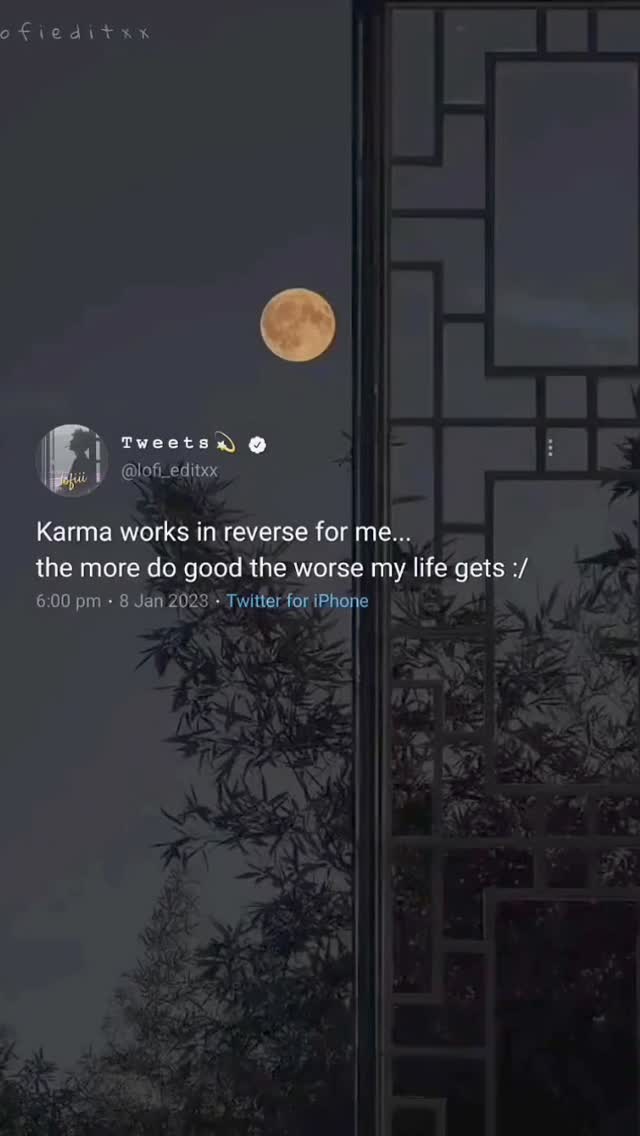 ofieditxx
Tweets💫
@lofi_editxx
lofiii
Karma works in reverse for me...
the more do good the worse my life gets :/
6:00 pm · 8 Jan 2023 · Twitter for iPhone